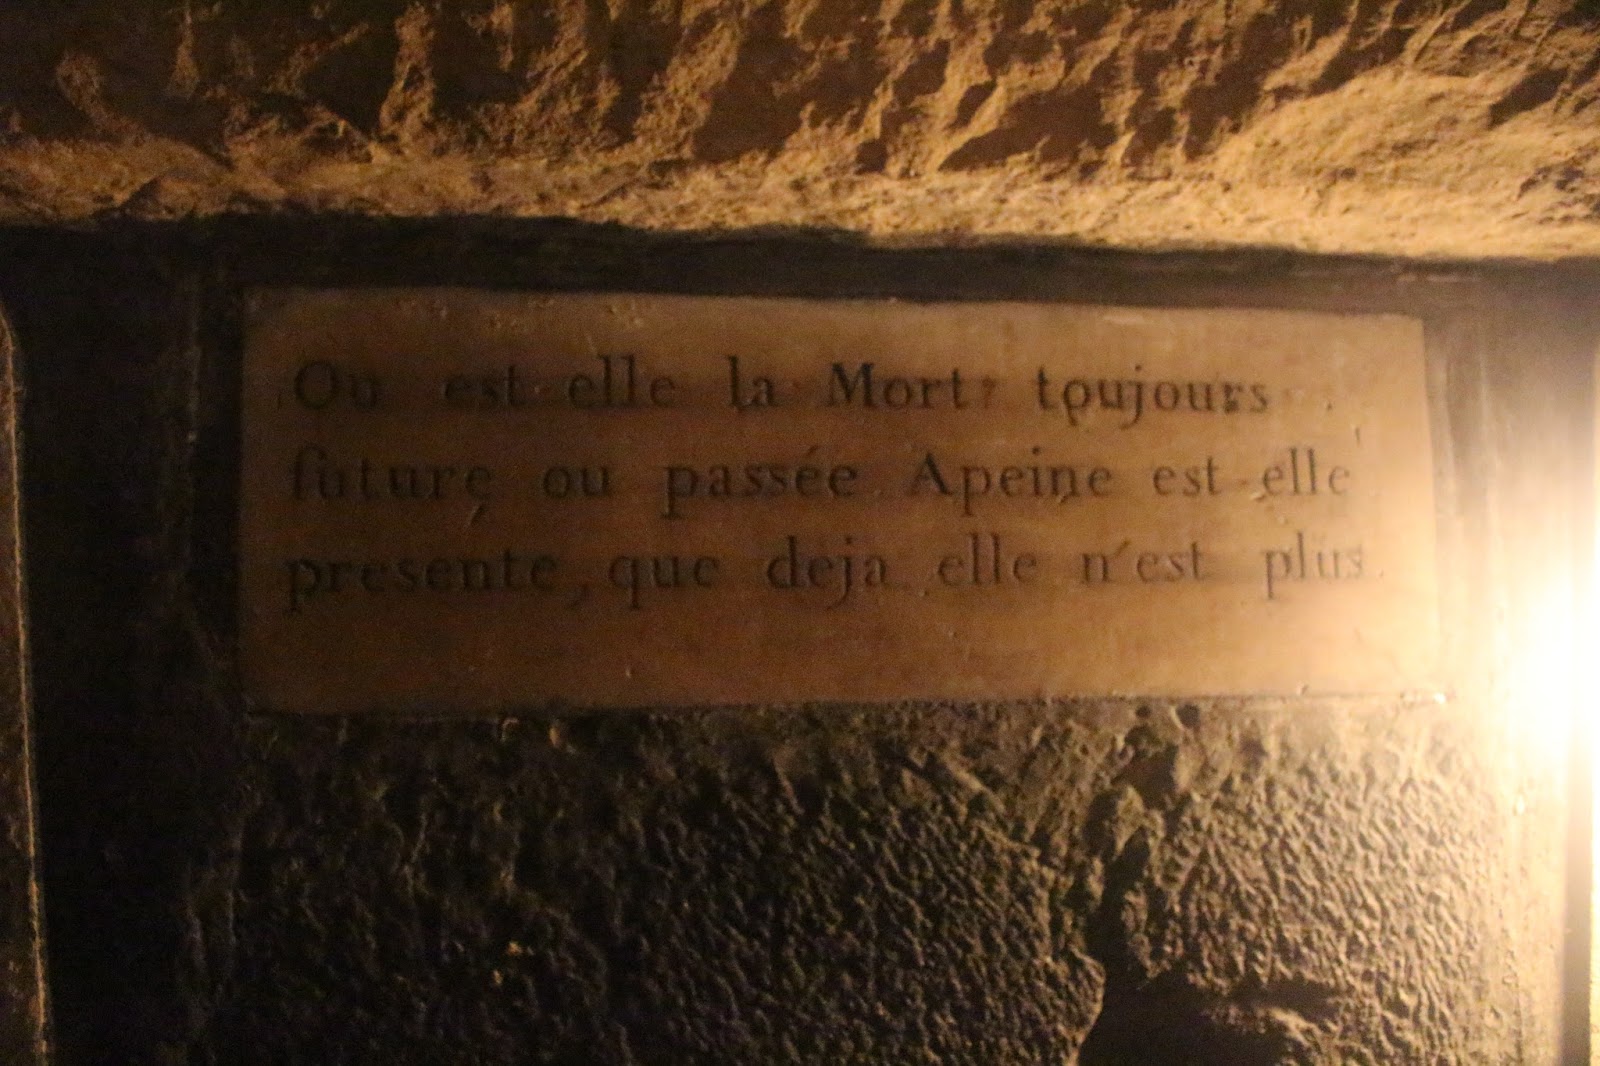 Ou est elle la Mort? toujours
future ou passée. Apeine est elle
presente, que deja elle n'est plus.